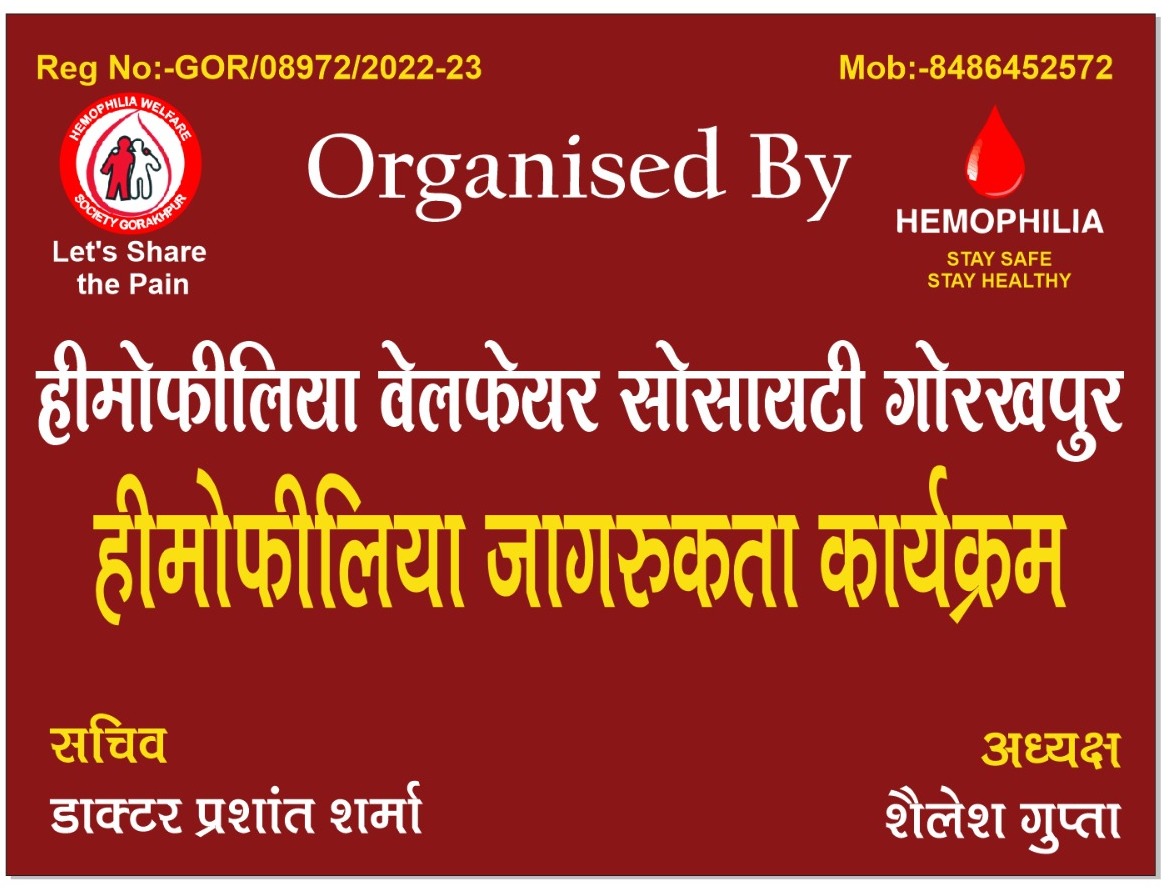 Reg No:-GOR/08972/2022-23
Mob:-8486452572
HEMOPHILIA WELFARE
SOCIETY GORAKHPUR
Let's Share
the Pain
Organised By
HEMOPHILIA
STAY SAFE
STAY HEALTHY
हीमोफीलिया वेलफेयर सोसायटी गोरखपुर
हीमोफीलिया जागरुकता कार्यक्रम
सचिव
डाक्टर प्रशांत शर्मा
अध्यक्ष
शैलेश गुप्ता